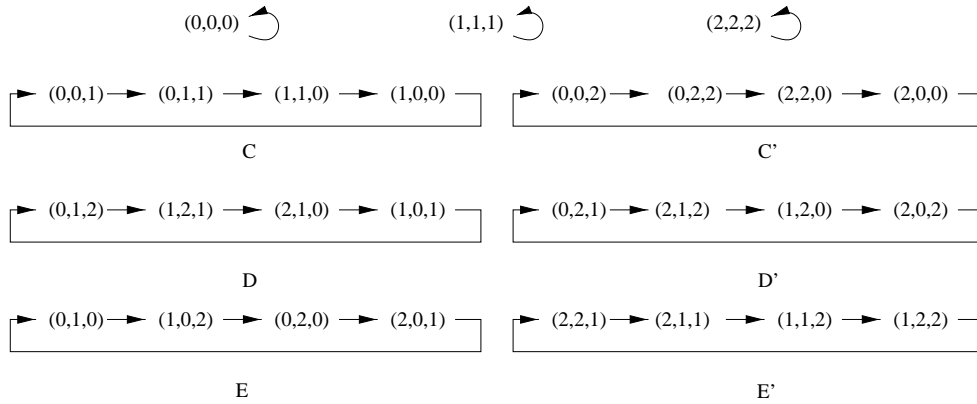 (0,0,0) (1,1,1) (2,2,2)
(0,0,1) (0,1,1) (1,1,0) (1,0,0) (0,0,2) (0,2,2) (2,2,0) (2,0,0)
C C'
(0,1,2) (1,2,1) (2,1,0) (1,0,1) (0,2,1) (2,1,2) (1,2,0) (2,0,2)
D D'
(0,1,0) (1,0,2) (0,2,0) (2,0,1) (2,2,1) (2,1,1) (1,1,2) (1,2,2)
E E'